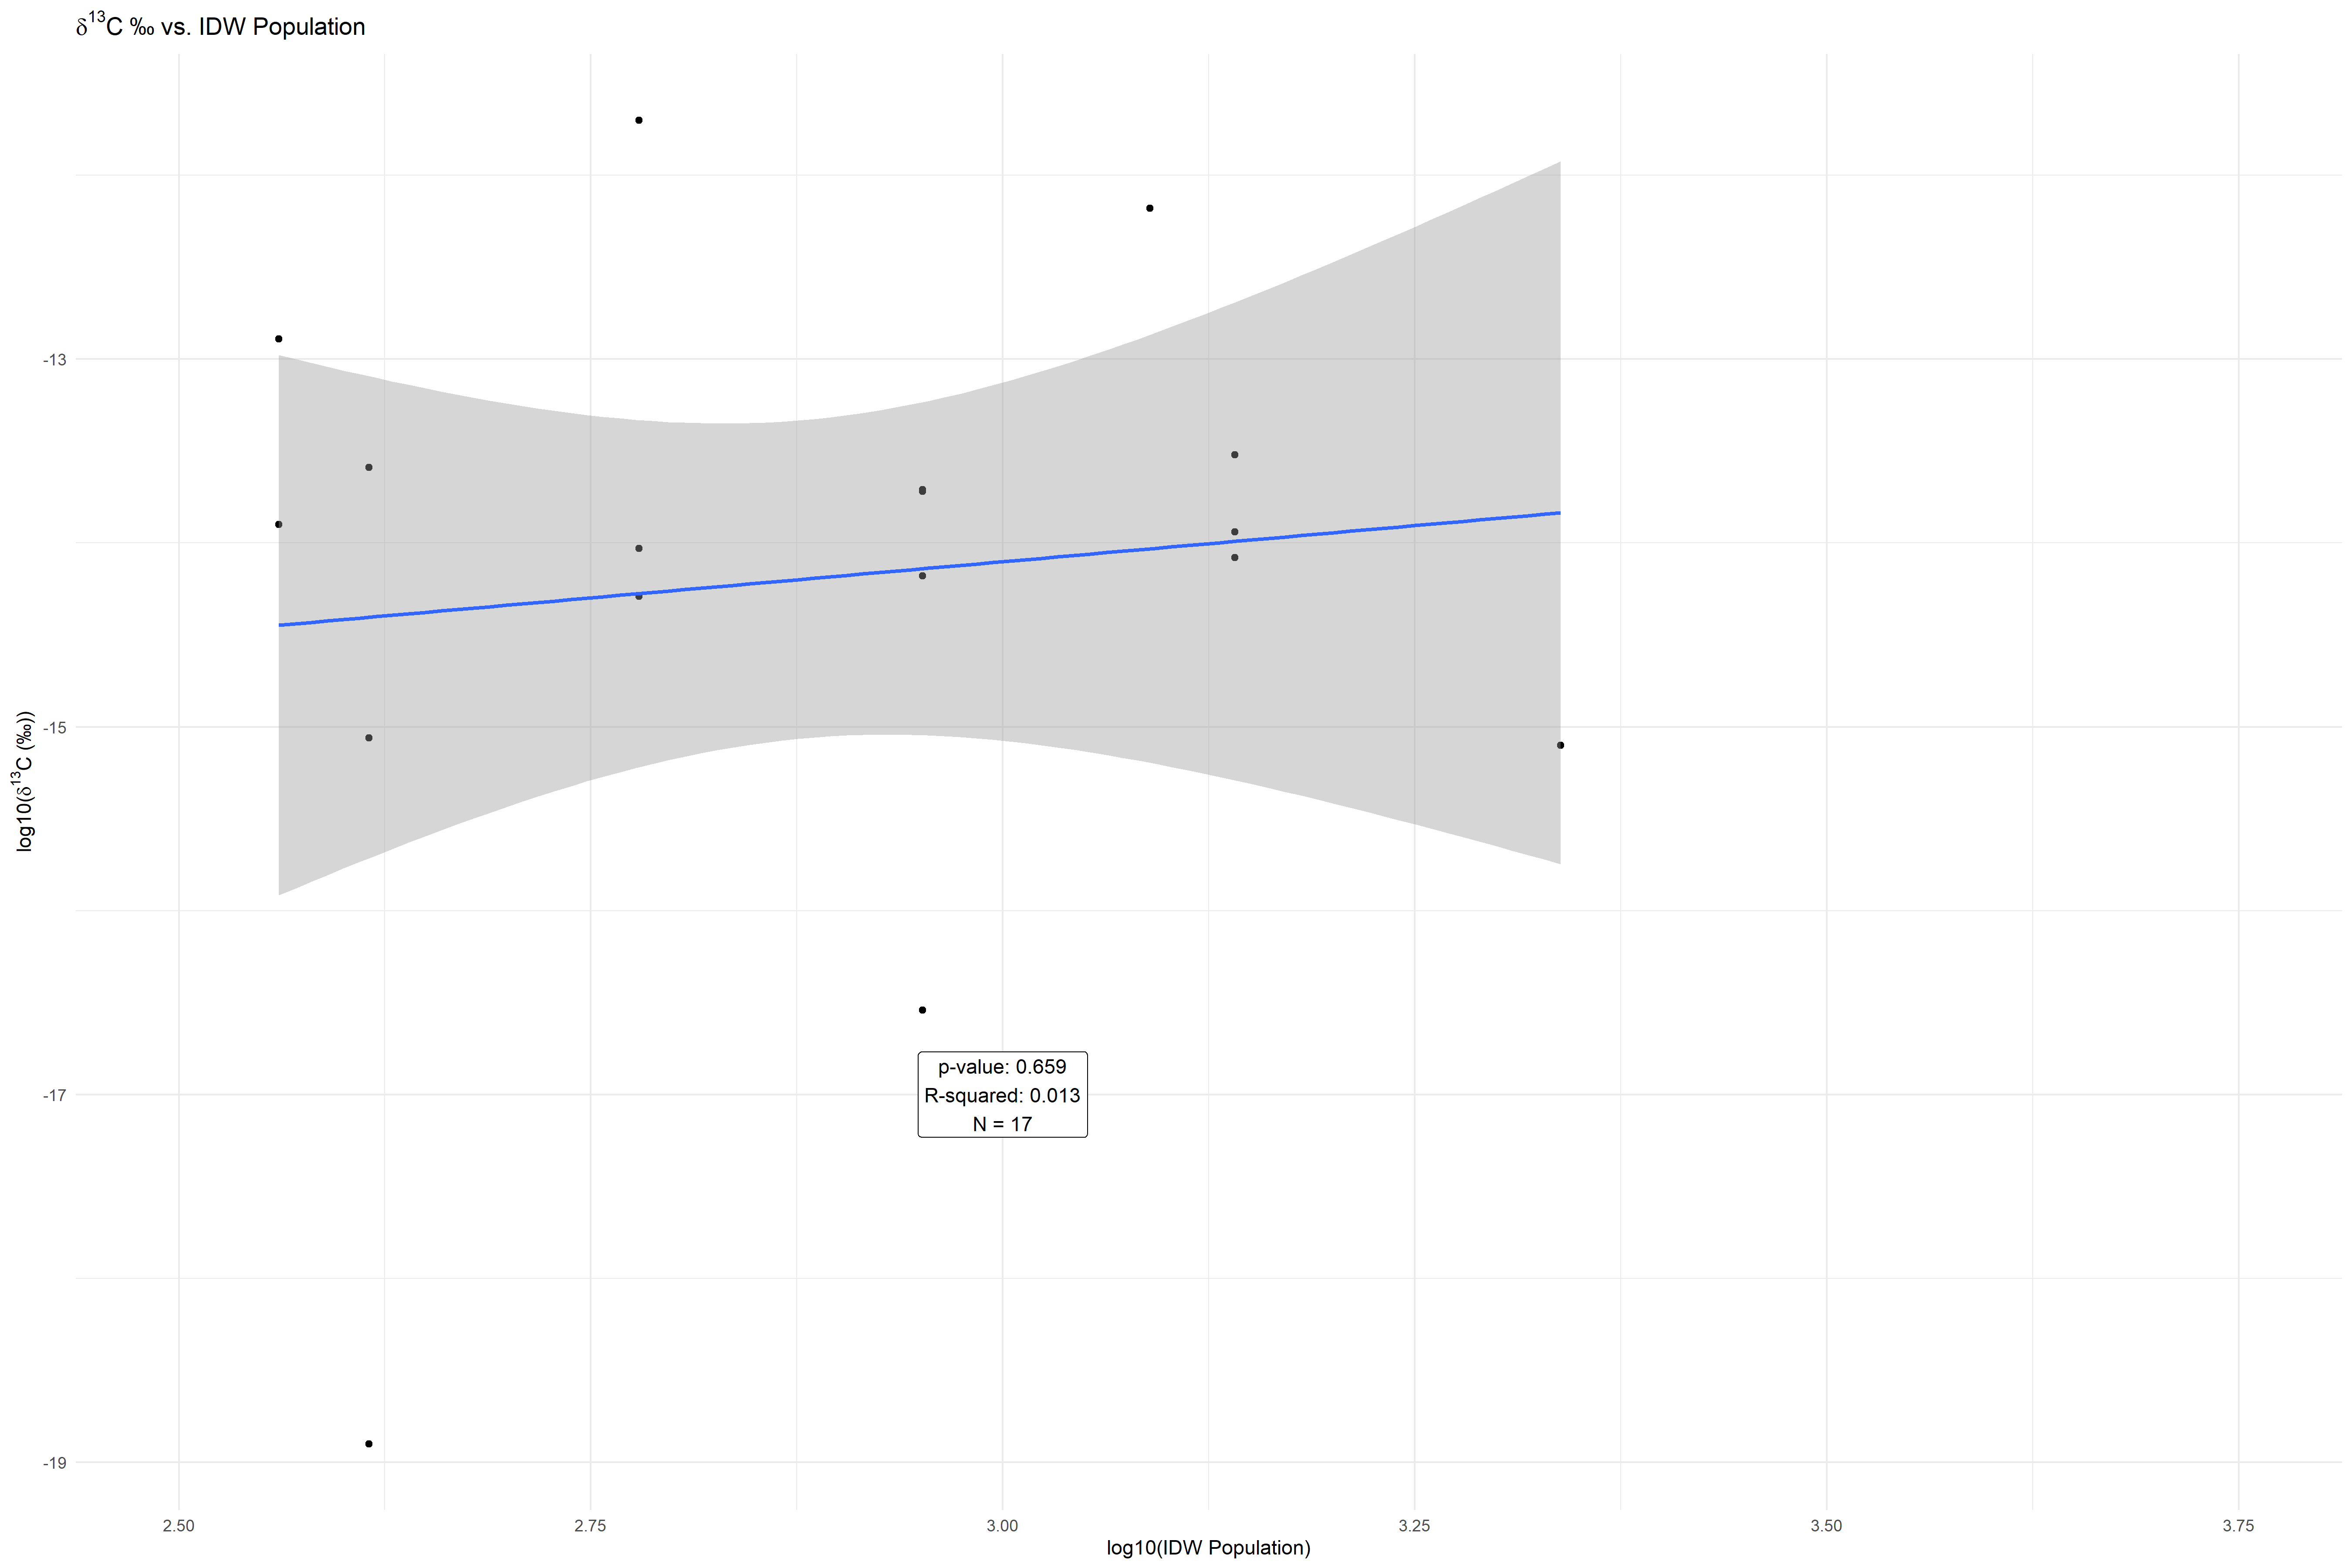 δ¹³C ‰ vs. IDW Population
log10(δ¹³C (‰))
-13
-15
-17
-19
p-value: 0.659
R-squared: 0.013
N = 17
2.50 2.75 3.00 3.25 3.50 3.75
log10(IDW Population)